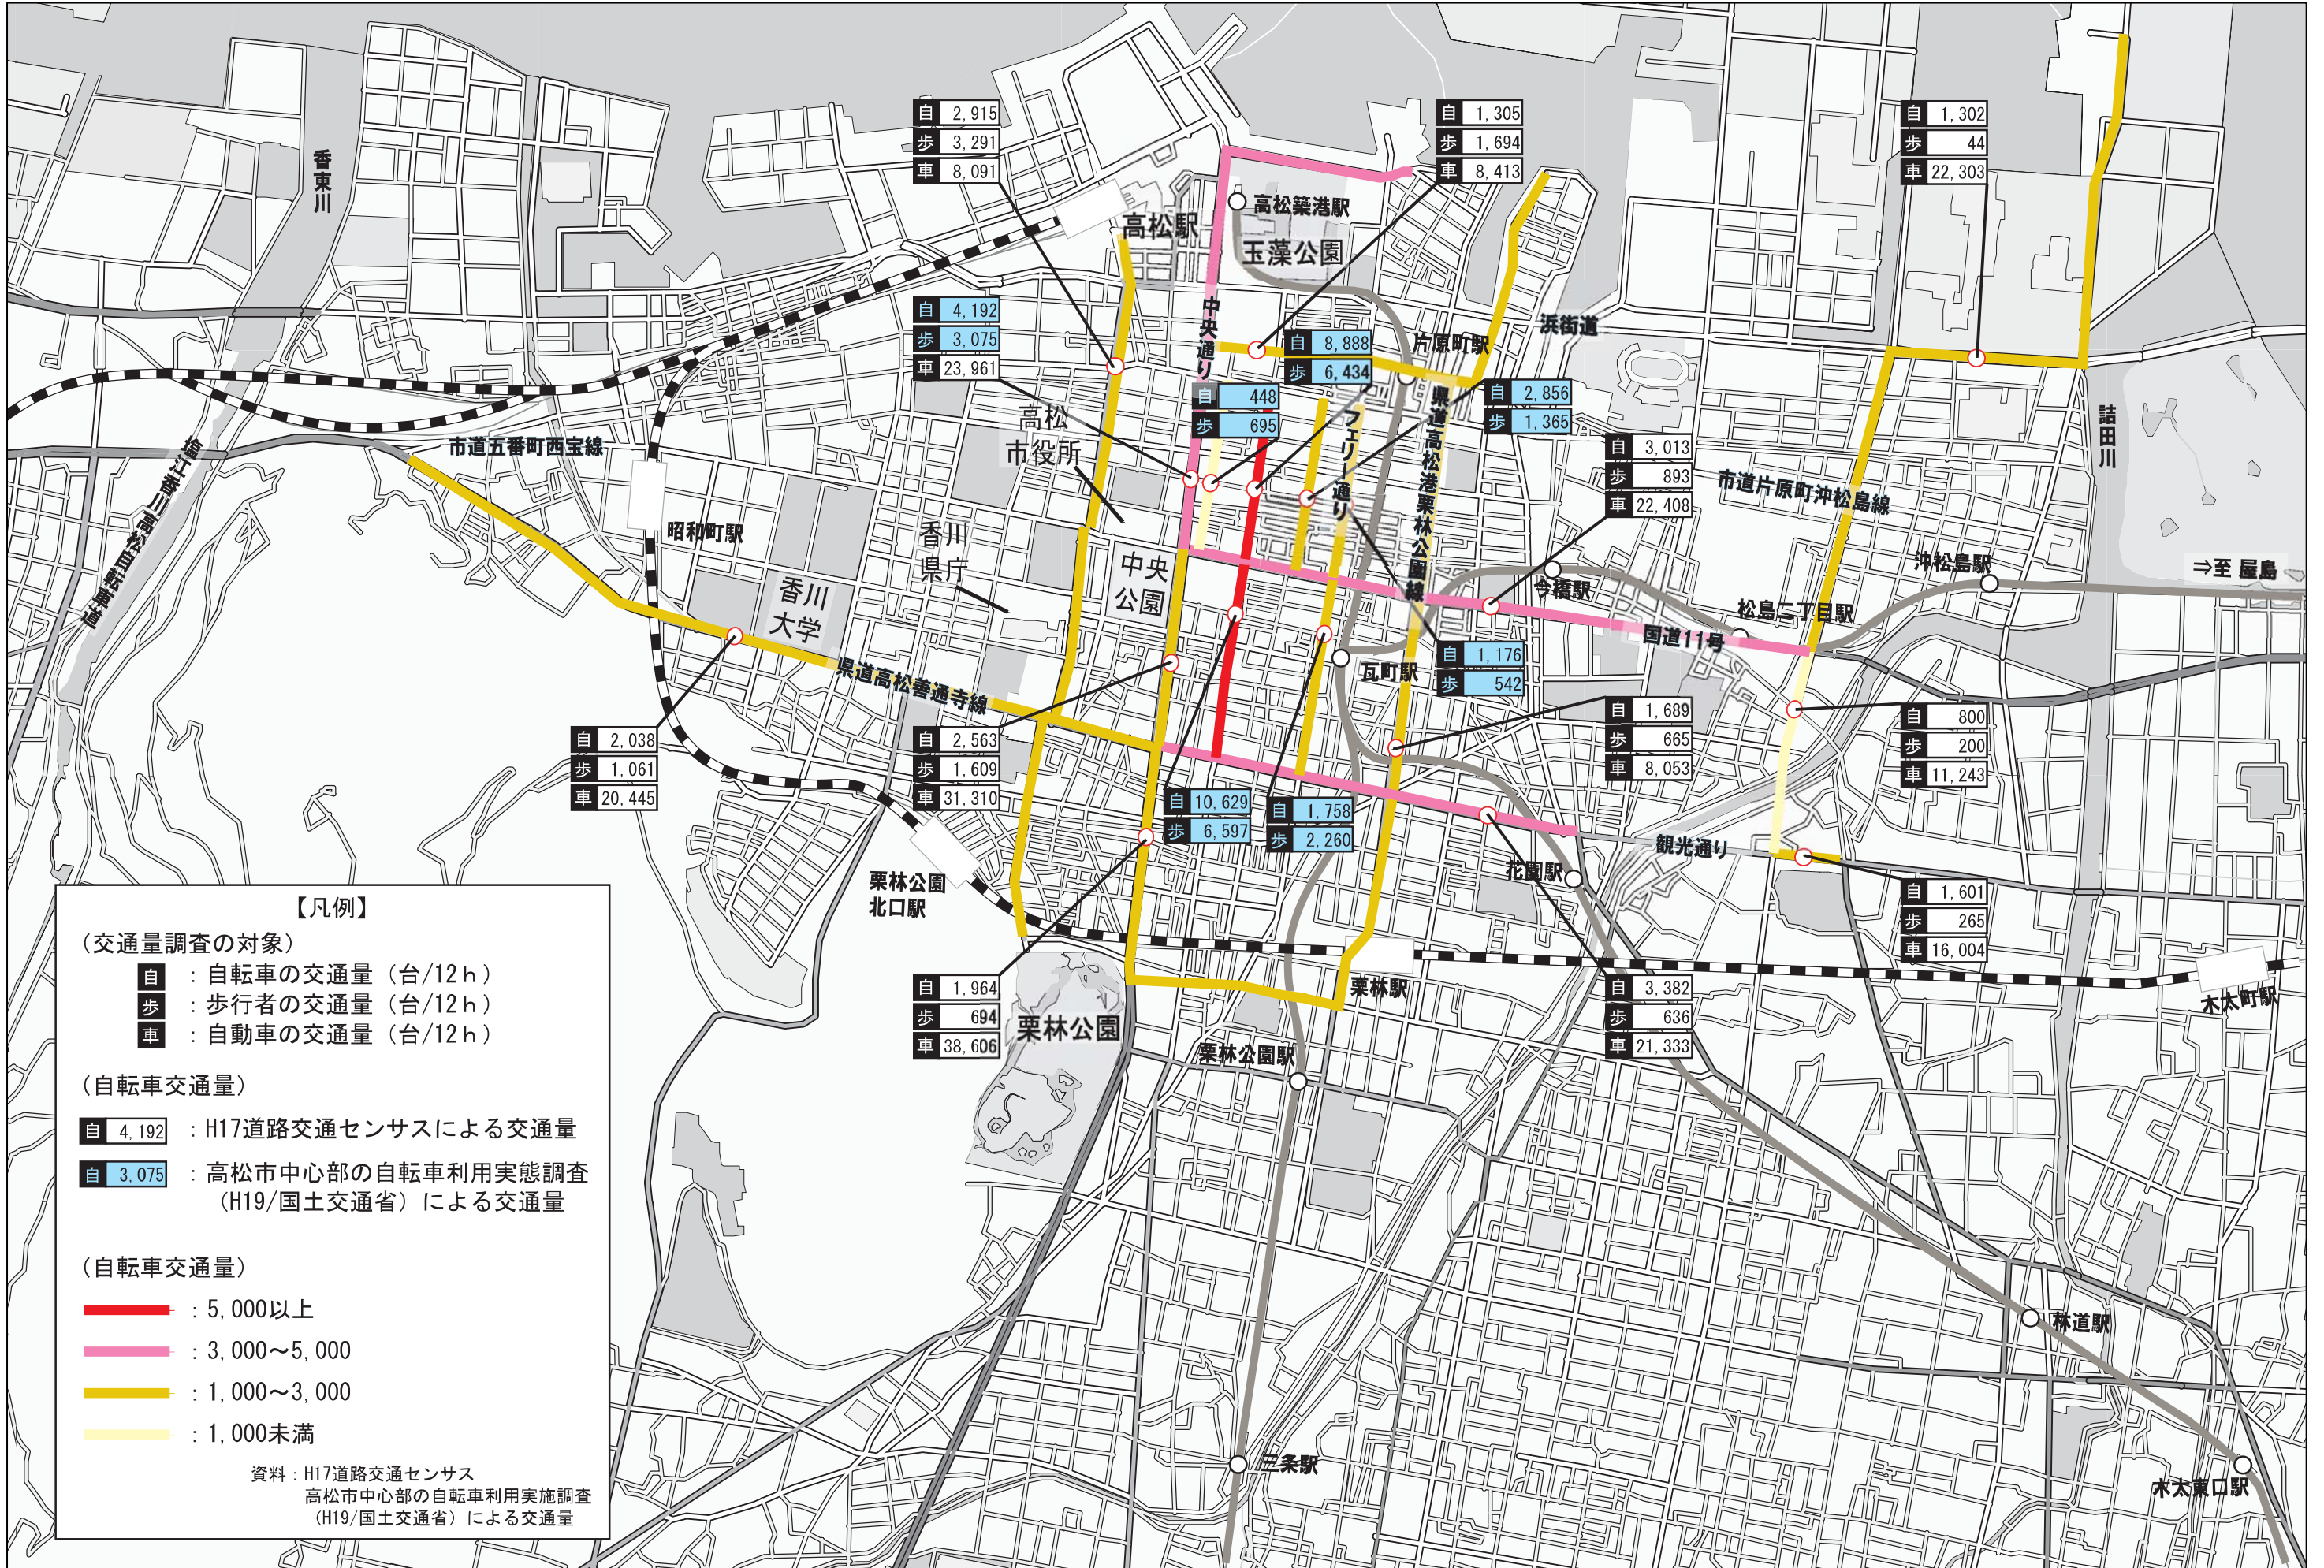 自 2,915
歩 3,291
車 8,091
自 1,305
歩 1,694
車 8,413
自 1,302
歩 44
車 22,303
香東川
高松駅
高松築港駅
玉藻公園
中央通り
浜街道
自 4,192
歩 3,075
車 23,961
自 8,888
歩 6,434
片原町駅
自 448
歩 695
自 2,856
歩 1,365
高松
市役所
フェリー通り
県道高松港栗林公園線
自 3,013
歩 893
車 22,408
市道片原町沖松島線
詰田川
市道五番町西宝線
塩江香川高松自転車道
昭和町駅
香川
県庁
中央
公園
香川
大学
今橋駅
沖松島駅
⇒至 屋島
松島二丁目駅
国道11号
県道高松善通寺線
瓦町駅
自 1,176
歩 542
自 2,038
歩 1,061
車 20,445
自 2,563
歩 1,609
車 31,310
自 1,689
歩 665
車 8,053
自 800
歩 200
車 11,243
自 10,629
歩 6,597
自 1,758
歩 2,260
観光通り
花園駅
栗林公園
北口駅
自 1,601
歩 265
車 16,004
自 1,964
歩 694
車 38,606
栗林公園
栗林駅
栗林公園駅
自 3,382
歩 636
車 21,333
木太町駅
林道駅
三条駅
木太東口駅
【凡例】
（交通量調査の対象）
自 ：自転車の交通量（台/12ｈ）
歩 ：歩行者の交通量（台/12ｈ）
車 ：自動車の交通量（台/12ｈ）
（自転車交通量）
自 4,192 ：H17道路交通センサスによる交通量
自 3,075 ：高松市中心部の自転車利用実態調査
（H19/国土交通省）による交通量
（自転車交通量）
：5,000以上
：3,000～5,000
：1,000～3,000
：1,000未満
資料：H17道路交通センサス
高松市中心部の自転車利用実施調査
（H19/国土交通省）による交通量